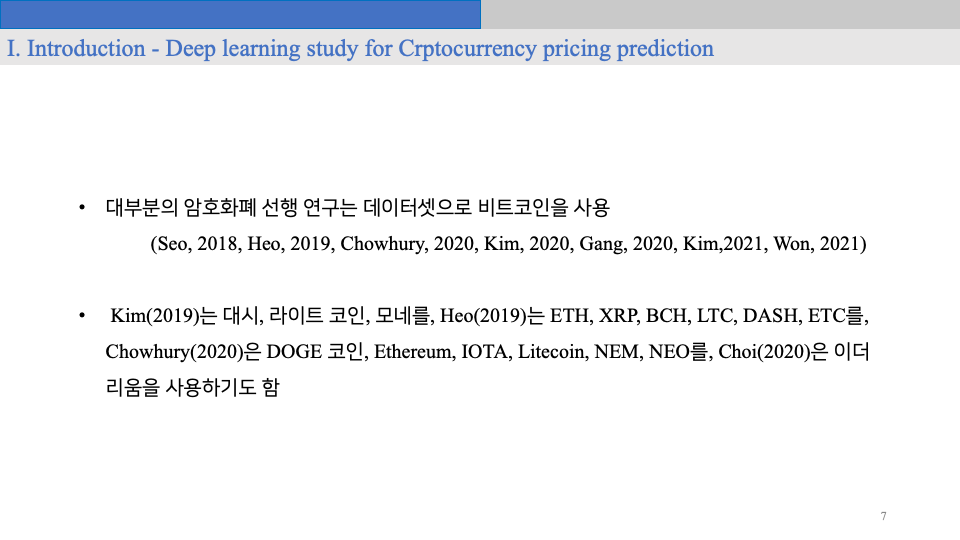 I. Introduction - Deep learning study for Crptocurrency pricing prediction
• 대부분의 암호화폐 선행 연구는 데이터셋으로 비트코인을 사용
(Seo, 2018, Heo, 2019, Chowhury, 2020, Kim, 2020, Gang, 2020, Kim,2021, Won, 2021)
• Kim(2019)는 대시, 라이트 코인, 모네를, Heo(2019)는 ETH, XRP, BCH, LTC, DASH, ETC를,
Chowhury(2020)은 DOGE 코인, Ethereum, IOTA, Litecoin, NEM, NEO를, Choi(2020)은 이더
리움을 사용하기도 함
7